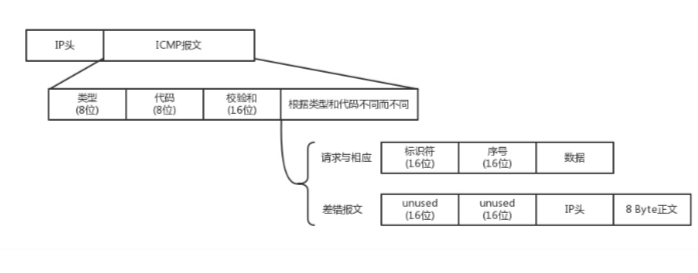 IP头
ICMP报文
类型
(8位)
代码
(8位)
校验和
(16位)
根据类型和代码不同而不同
请求与相应
标识符
(16位)
序号
(16位)
数据
差错报文
unused
(16位)
unused
(16位)
IP头
8 Byte正文